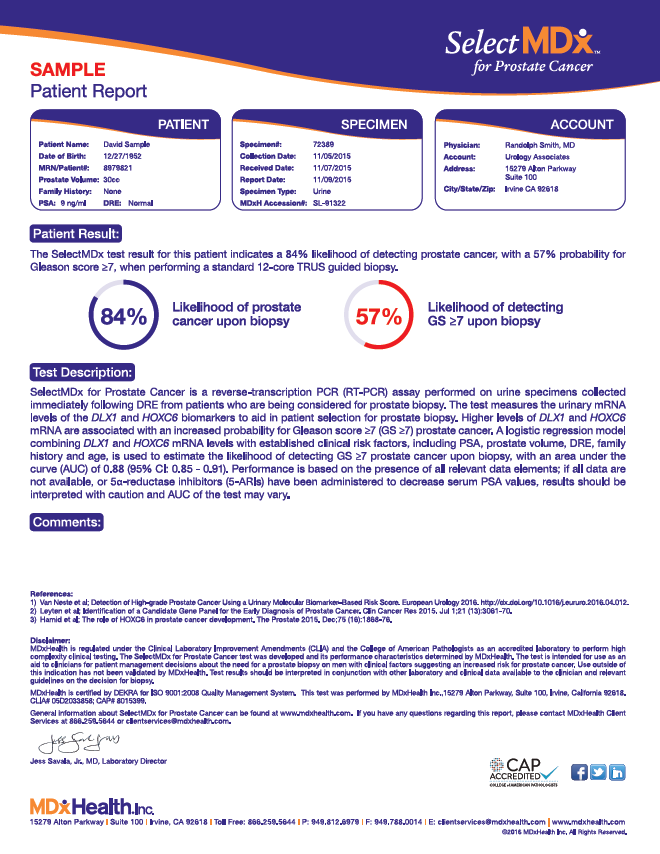 SelectMDx™
for Prostate Cancer
SAMPLE
Patient Report
PATIENT
Patient Name: David Sample
Date of Birth: 12/27/1952
MRN/Patient#: 8979821
Prostate Volume: 30cc
Family History: None
PSA: 9 ng/ml DRE: Normal
SPECIMEN
Specimen#: 72389
Collection Date: 11/05/2015
Received Date: 11/07/2015
Report Date: 11/09/2015
Specimen Type: Urine
MDxH Accession#: SL-91322
ACCOUNT
Physician: Randolph Smith, MD
Account: Urology Associates
Address: 15279 Alton Parkway
Suite 100
City/State/Zip: Irvine CA 92618
Patient Result:
The SelectMDx test result for this patient indicates a 84% likelihood of detecting prostate cancer, with a 57% probability for
Gleason score ≥7, when performing a standard 12-core TRUS guided biopsy.
84%
Likelihood of prostate
cancer upon biopsy
57%
Likelihood of detecting
GS ≥7 upon biopsy
Test Description:
SelectMDx for Prostate Cancer is a reverse-transcription PCR (RT-PCR) assay performed on urine specimens collected
immediately following DRE from patients who are being considered for prostate biopsy. The test measures the urinary mRNA
levels of the DLX1 and HOXC6 biomarkers to aid in patient selection for prostate biopsy. Higher levels of DLX1 and HOXC6
mRNA are associated with an increased probability for Gleason score ≥7 (GS ≥7) prostate cancer. A logistic regression model
combining DLX1 and HOXC6 mRNA levels with established clinical risk factors, including PSA, prostate volume, DRE, family
history and age, is used to estimate the likelihood of detecting GS ≥7 prostate cancer upon biopsy, with an area under the
curve (AUC) of 0.88 (95% CI: 0.85 - 0.91). Performance is based on the presence of all relevant data elements; if all data are
not available, or 5α-reductase inhibitors (5-ARIs) have been administered to decrease serum PSA values, results should be
interpreted with caution and AUC of the test may vary.
Comments:
References:
1) Van Neste et al; Detection of High-grade Prostate Cancer Using a Urinary Molecular Biomarker-Based Risk Score. European Urology 2016. http://dx.doi.org/10.1016/j.eururo.2016.04.012.
2) Leyten et al; Identification of a Candidate Gene Panel for the Early Diagnosis of Prostate Cancer. Clin Cancer Res 2015. Jul 1;21 (13):3061-70.
3) Hamid et al; The role of HOXC6 in prostate cancer development. The Prostate 2015. Dec;75 (16):1868-76.
Disclaimer:
MDxHealth is regulated under the Clinical Laboratory Improvement Amendments (CLIA) and the College of American Pathologists as an accredited laboratory to perform high
complexity clinical testing. The SelectMDx for Prostate Cancer test was developed and its performance characteristics determined by MDxHealth. The test is intended for use as an
aid to clinicians for patient management decisions about the need for a prostate biopsy on men with clinical factors suggesting an increased risk for prostate cancer. Use outside of
this indication has not been validated by MDxHealth. Test results should be interpreted in conjunction with other laboratory and clinical data available to the clinician and relevant
guidelines on the decision for biopsy.
MDxHealth is certified by DEKRA for ISO 9001:2008 Quality Management System. This test was performed by MDxHealth Inc.,15279 Alton Parkway, Suite 100, Irvine, California 92618.
CLIA# 05D2033858; CAP# 8015399.
General information about SelectMDx for Prostate Cancer can be found at www.mdxhealth.com. If you have any questions regarding this report, please contact MDxHealth Client
Services at 866.259.5644 or clientservices@mdxhealth.com.
Jess Savala, Jr., MD, Laboratory Director
CAP
ACCREDITED
COLLEGE of AMERICAN PATHOLOGISTS
MDxHealth.Inc.
15279 Alton Parkway | Suite 100 | Irvine, CA 92618 | Toll Free: 866.259.5644 | P: 949.812.6979 | F: 949.788.0014 | E: clientservices@mdxhealth.com | www.mdxhealth.com
©2016 MDxHealth Inc. All Rights Reserved.